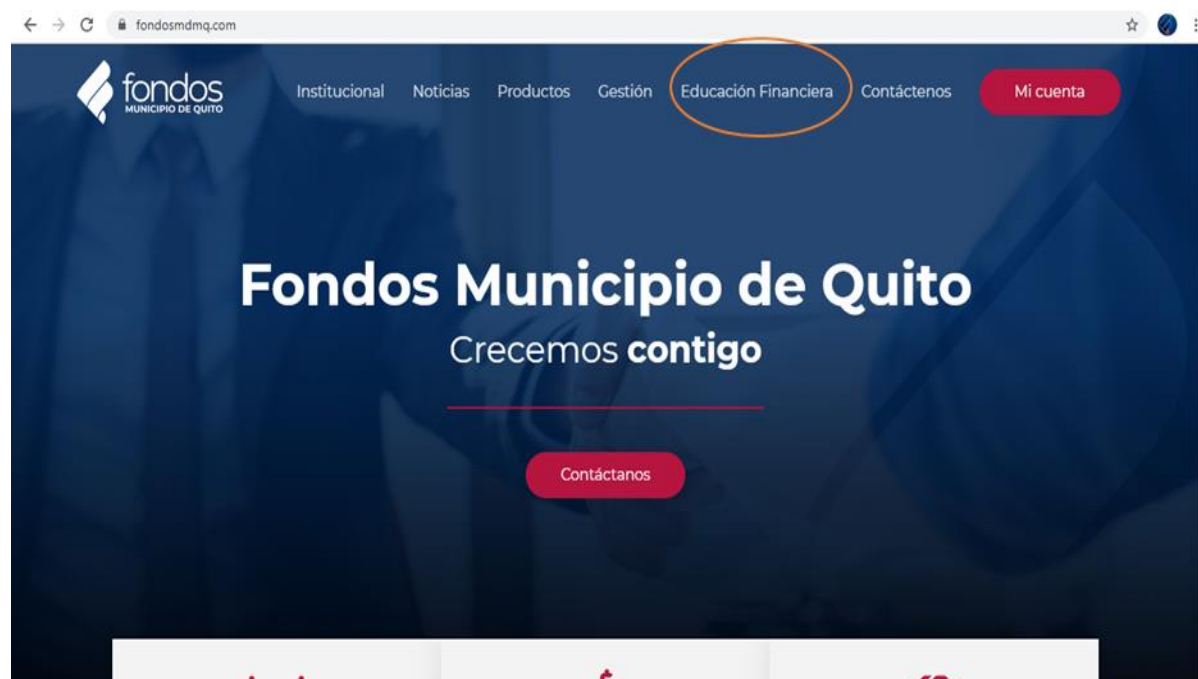 fondosmdmq.com
fondos
MUNICIPIO DE QUITO
Institucional Noticias Productos Gestión Educación Financiera Contáctenos Mi cuenta
Fondos Municipio de Quito
Crecemos contigo
Contáctanos